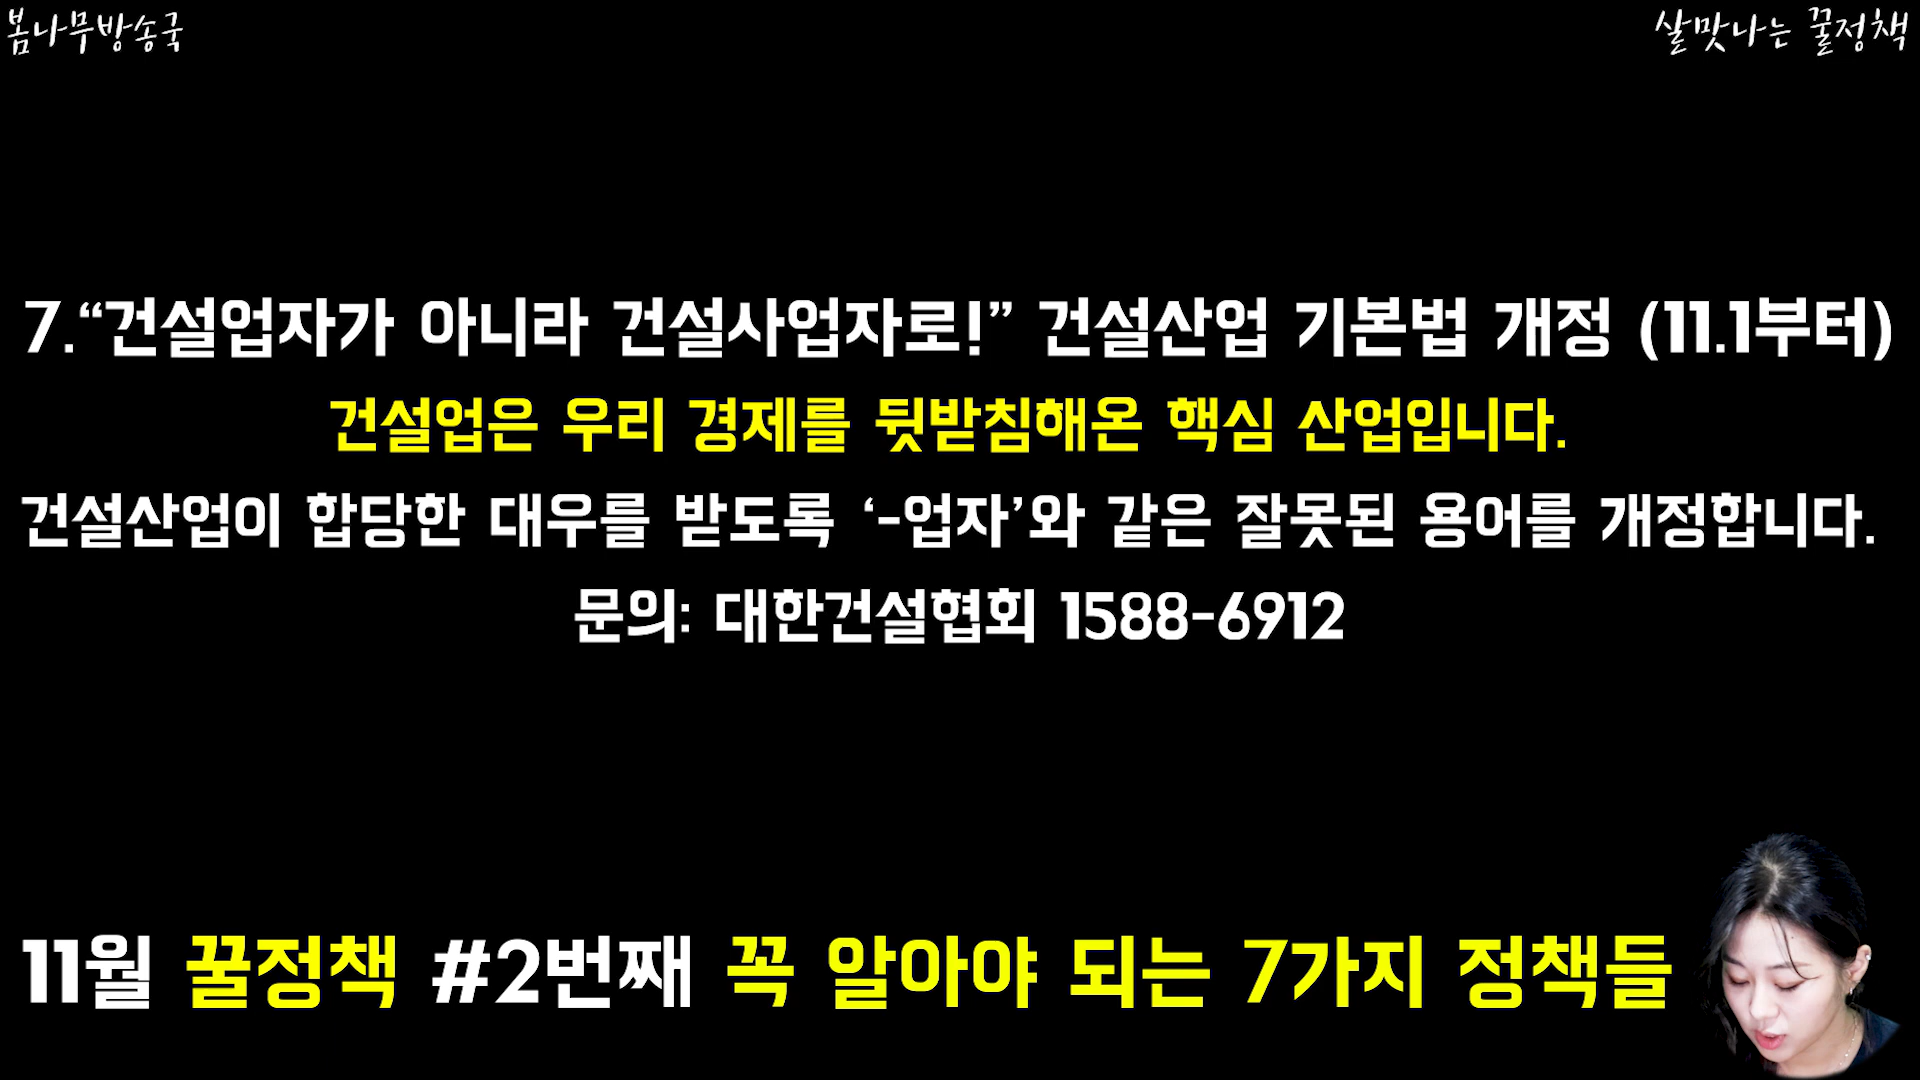 봄나무방송국
살맛나는 꿀정책
7.“건설업자가 아니라 건설사업자로!” 건설산업 기본법 개정 (11.1부터)
건설업은 우리 경제를 뒷받침해온 핵심 산업입니다.
건설산업이 합당한 대우를 받도록 ‘-업자’와 같은 잘못된 용어를 개정합니다.
문의: 대한건설협회 1588-6912
11월 꿀정책 #2번째 꼭 알아야 되는 7가지 정책들